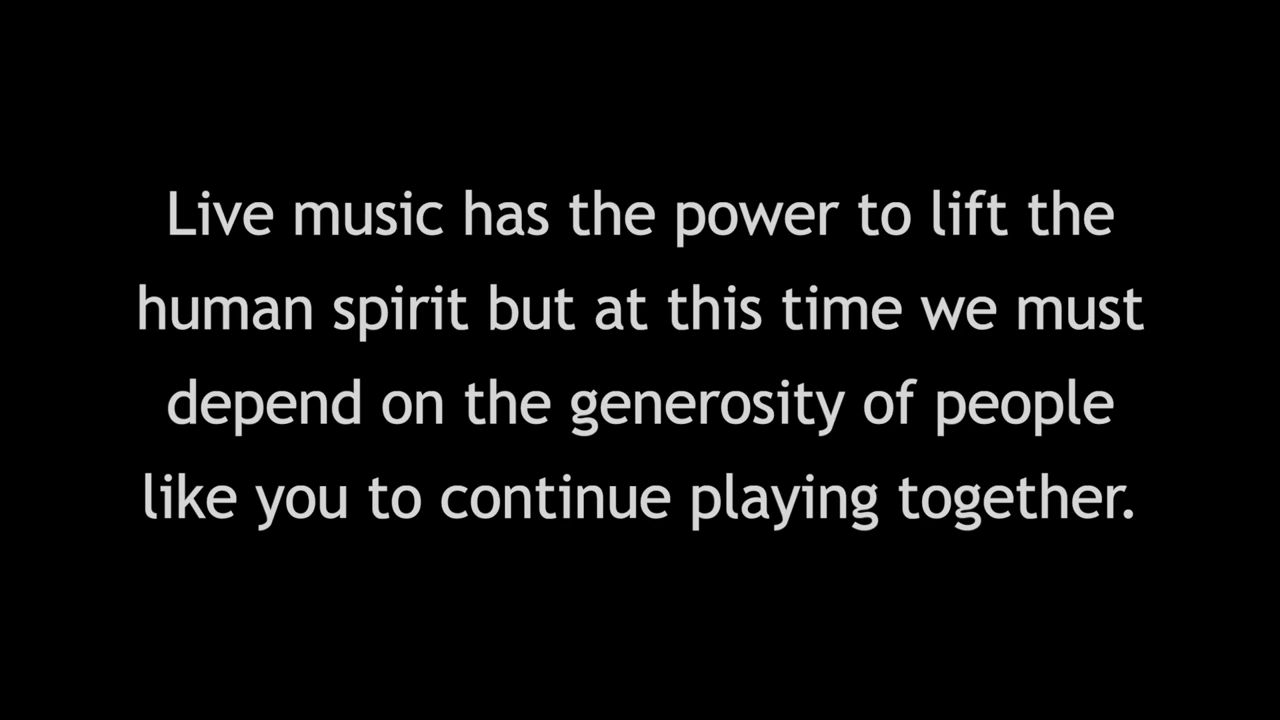 Live music has the power to lift the
human spirit but at this time we must
depend on the generosity of people
like you to continue playing together.